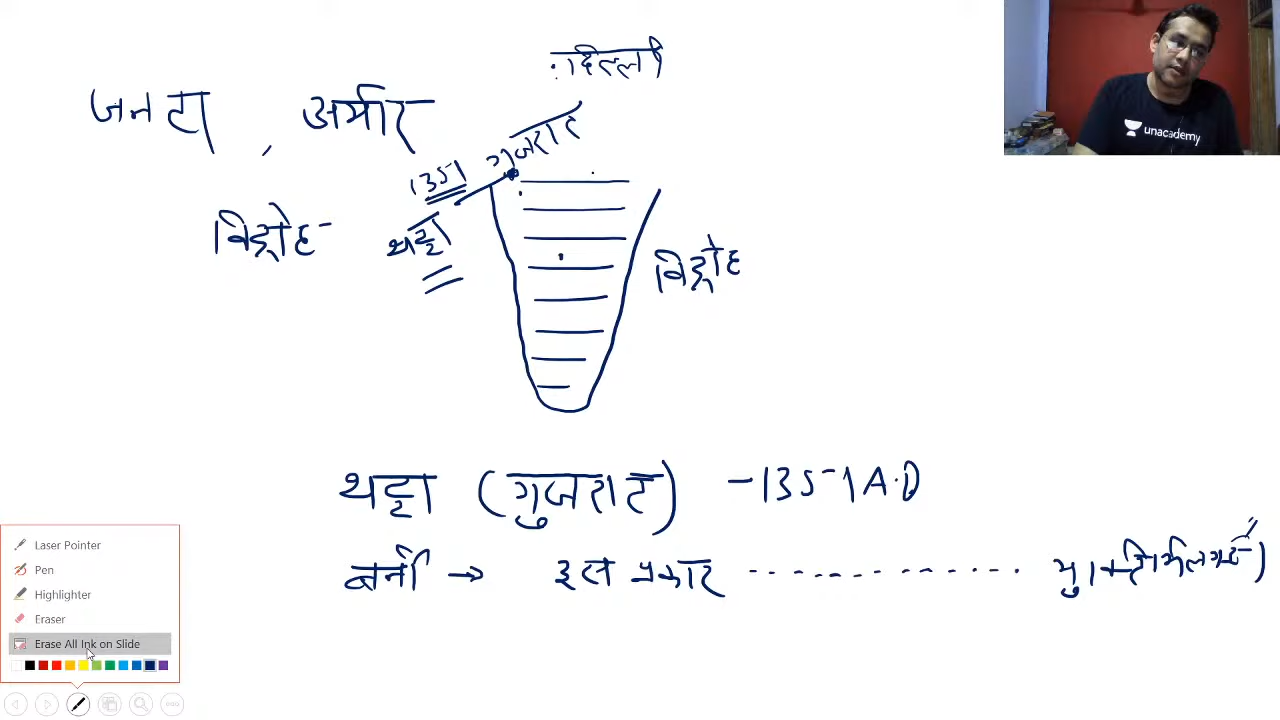 दिल्ली
जनता , अमीर
गुजरात
1351
थट्टा
विद्रोह
विद्रोह
unacademy
थट्टा (गुजरात) - 1351 A.D
बर्नी → इस प्रकार ............. मुक्ति मिल गई")
Laser Pointer
Pen
Highlighter
Eraser
Erase All Ink on Slide